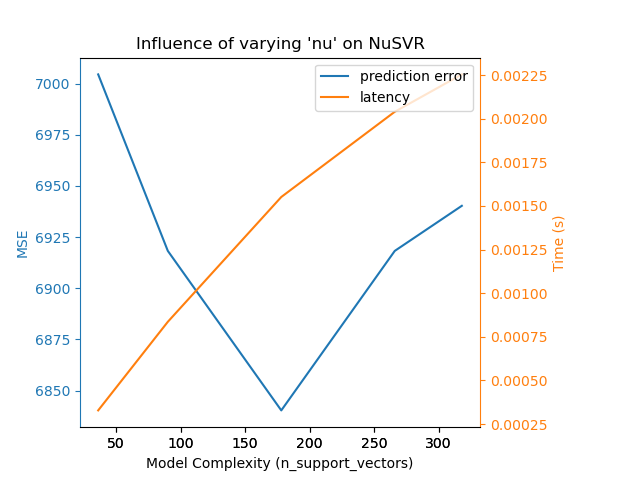 Influence of varying 'nu' on NuSVR
prediction error
latency
MSE
7000
6975
6950
6925
6900
6875
6850
0.00225
0.00200
0.00175
0.00150
0.00125
0.00100
0.00075
0.00050
0.00025
Time (s)
50 100 150 200 250 300
Model Complexity (n_support_vectors)